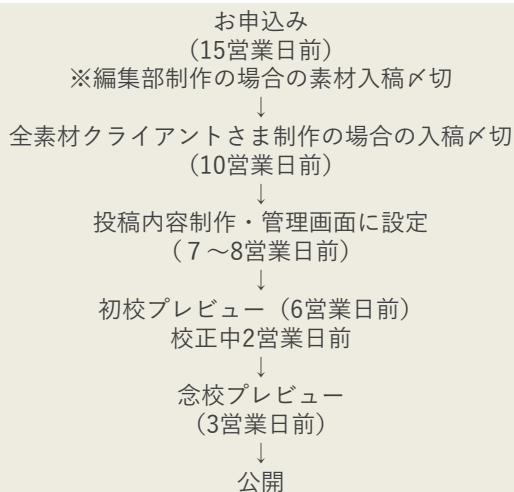 お申込み
(15営業日前)
※編集部制作の場合の素材入稿〆切
↓
全素材クライアントさま制作の場合の入稿〆切
(10営業日前)
↓
投稿内容制作・管理画面に設定
(７～8営業日前)
↓
初校プレビュー（6営業日前）
校正中2営業日前
↓
念校プレビュー
(3営業日前)
↓
公開